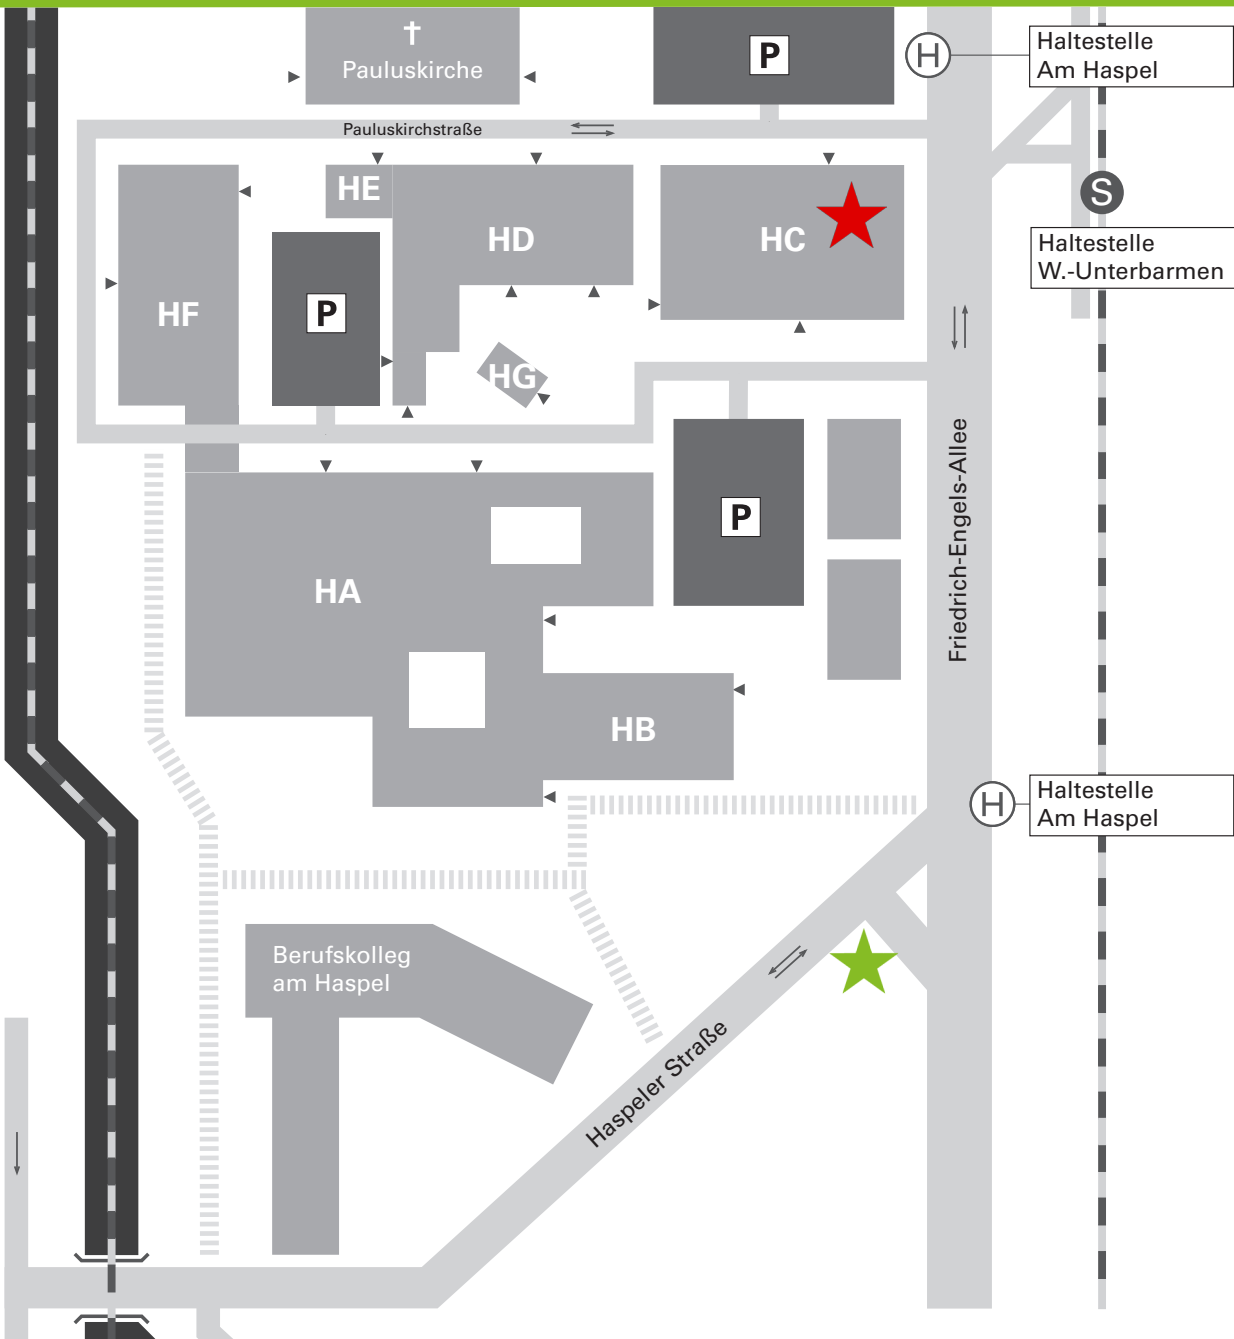 Pauluskirche
P
H
Haltestelle
Am Haspel
Pauluskirchstraße
HE
HD
HC
S
Haltestelle
W.-Unterbarmen
HF
P
HG
P
Friedrich-Engels-Allee
HA
HB
H
Haltestelle
Am Haspel
Berufskolleg
am Haspel
Haspeler Straße